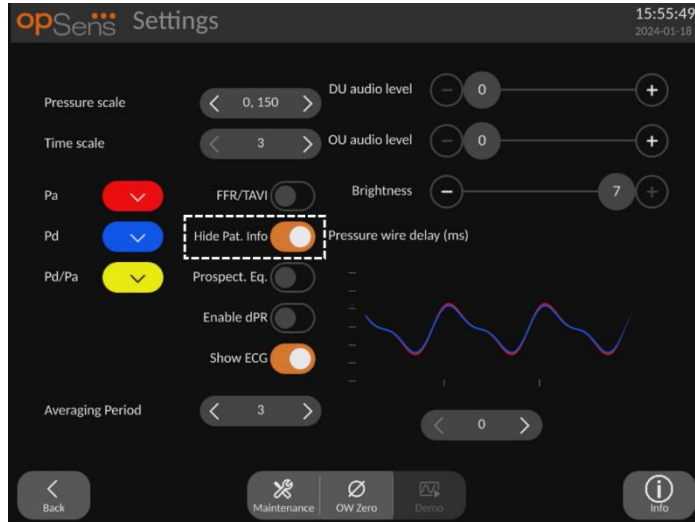 opSens Settings
15:55:49
2024-01-18
Pressure scale
0, 150
Time scale
3
DU audio level
0
OU audio level
0
Brightness
7
Pa
Pd
Pd/Pa
FFR/TAVI
Hide Pat. Info
Prospect. Eq.
Enable dPR
Show ECG
Pressure wire delay (ms)
0
Averaging Period
3
Back
Maintenance
OW Zero
Demo
Info